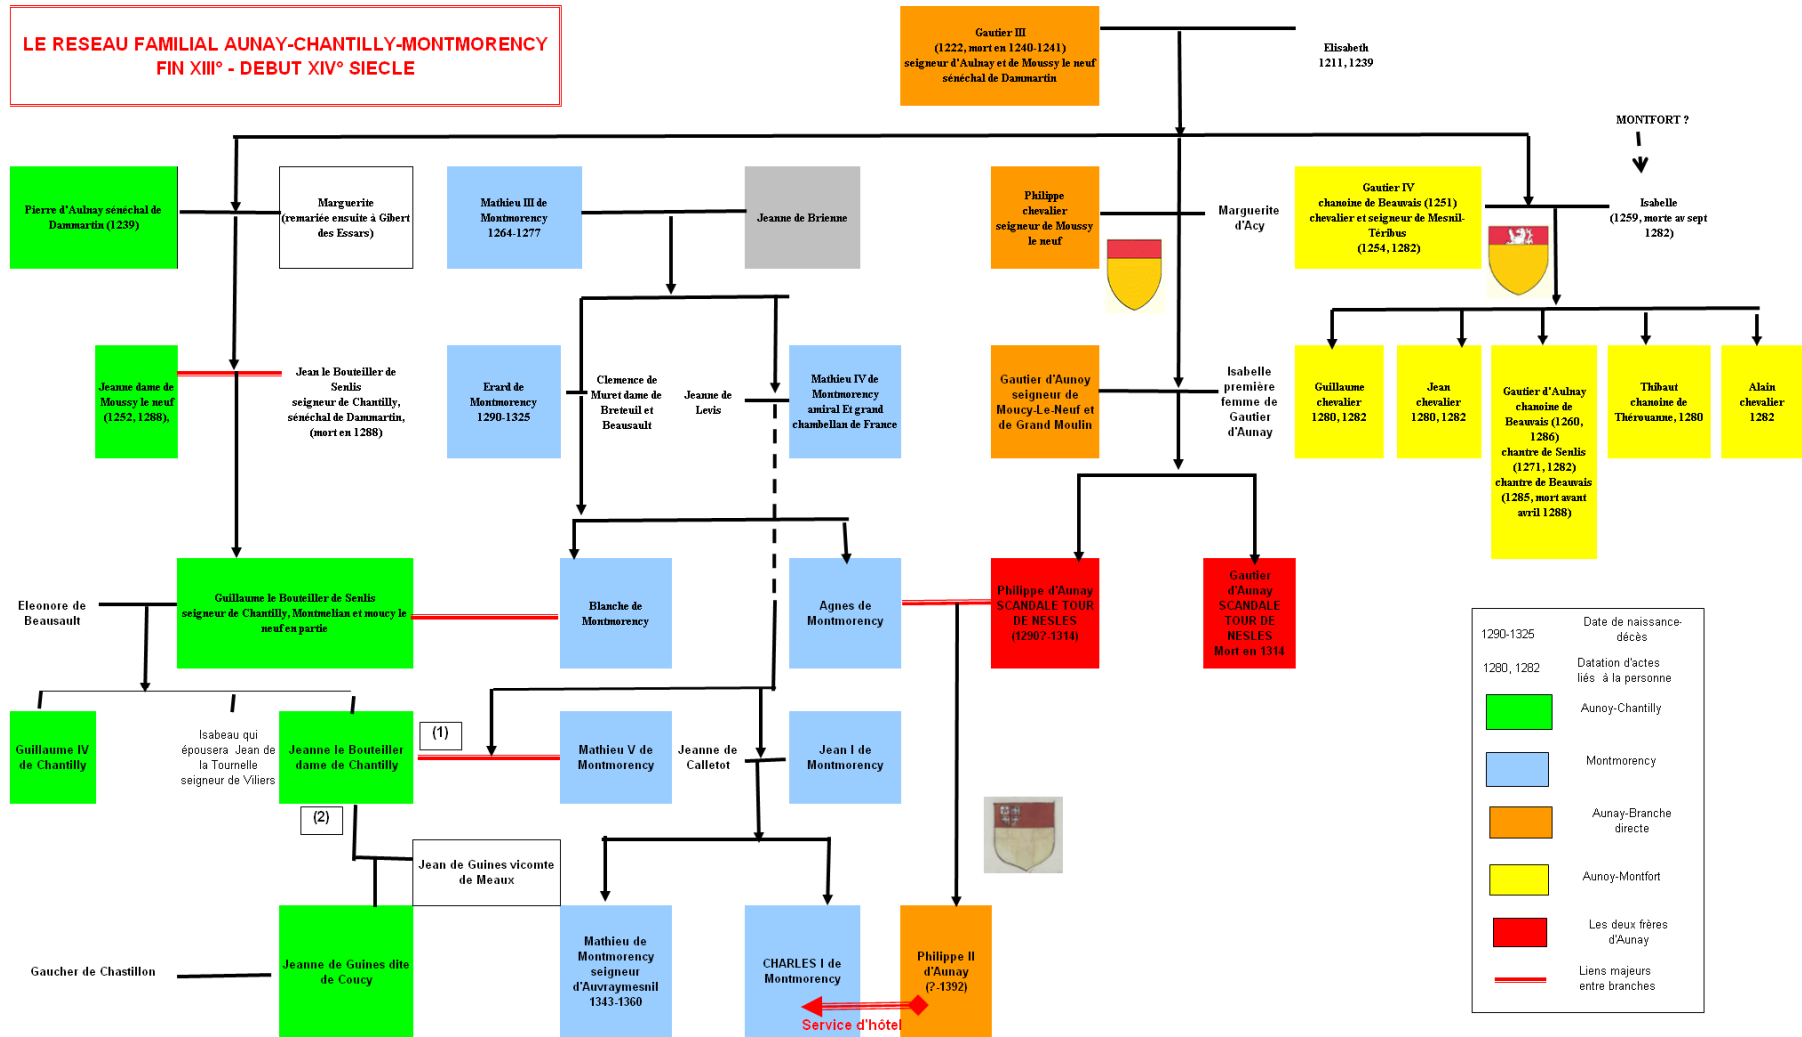 LE RESEAU FAMILIAL AUNAY-CHANTILLY-MONTMORENCY
FIN XIII° - DEBUT XIV° SIECLE
Gautier III
(1222, mort en 1240-1241)
seigneur d'Aulnay et de Moussy le neuf
sénéchal de Dammartin
Elisabeth
1211, 1239
MONTFORT ?
Pierre d'Aulnay sénéchal de
Dammartin (1239)
Marguerite
(remariée ensuite à Gibert
des Essars)
Mathieu III de
Montmorency
1264-1277
Jeanne de Brienne
Philippe
chevalier
seigneur de Moussy
le neuf
Marguerite
d'Acy
Gautier IV
chanoine de Beauvais (1251)
chevalier et seigneur de Mesnil-
Téribus
(1254, 1282)
Isabelle
(1259, morte av sept
1282)
Jeanne dame de
Moussy le neuf
(1252, 1288),
Jean le Bouteiller de
Senlis
seigneur de Chantilly,
sénéchal de Dammartin,
(mort en 1288)
Erard de
Montmorency
1290-1325
Clemence de
Muret dame de
Breteuil et
Beausault
Jeanne de
Levis
Mathieu IV de
Montmorency
amiral Et grand
chambellan de France
Gautier d'Aunoy
seigneur de
Moucy-Le-Neuf et
de Grand Moulin
Isabelle
première
femme de
Gautier
d'Aunay
Guillaume
chevalier
1280, 1282
Jean
chevalier
1280, 1282
Gautier d'Aulnay
chanoine de
Beauvais (1260,
1286)
chantre de Senlis
(1271, 1282)
chantre de Beauvais
(1285, mort avant
avril 1288)
Thibaut
chanoine de
Thérouanne, 1280
Alain
chevalier
1282
Eleonore de
Beausault
Guillaume le Bouteiller de Senlis
seigneur de Chantilly, Montmelian et moucy le
neuf en partie
Blanche de
Montmorency
Agnes de
Montmorency
Philippe d'Aunay
SCANDALE TOUR
DE NESLES
(1290?-1314)
Gautier
d'Aunay
SCANDALE
TOUR DE
NESLES
Mort en 1314
1290-1325
Date de naissance-
décès
1280, 1282
Datation d'actes
liés à la personne
Aunoy-Chantilly
Montmorency
Aunay-Branche
directe
Aunoy-Montfort
Les deux frères
d'Aunay
Liens majeurs
entre branches
Guillaume IV
de Chantilly
Isabeau qui
épousera Jean de
la Tournelle
seigneur de Viliers
Jeanne le Bouteiller
dame de Chantilly
(1)
Mathieu V de
Montmorency
Jeanne de
Calletot
Jean I de
Montmorency
(2)
Jean de Guines vicomte
de Meaux
Gaucher de Chastillon
Jeanne de Guines dite
de Coucy
Mathieu de
Montmorency
seigneur
d'Auvraymesnil
1343-1360
CHARLES I de
Montmorency
Philippe II
d'Aunay
(?-1392)
Service d'hôtel